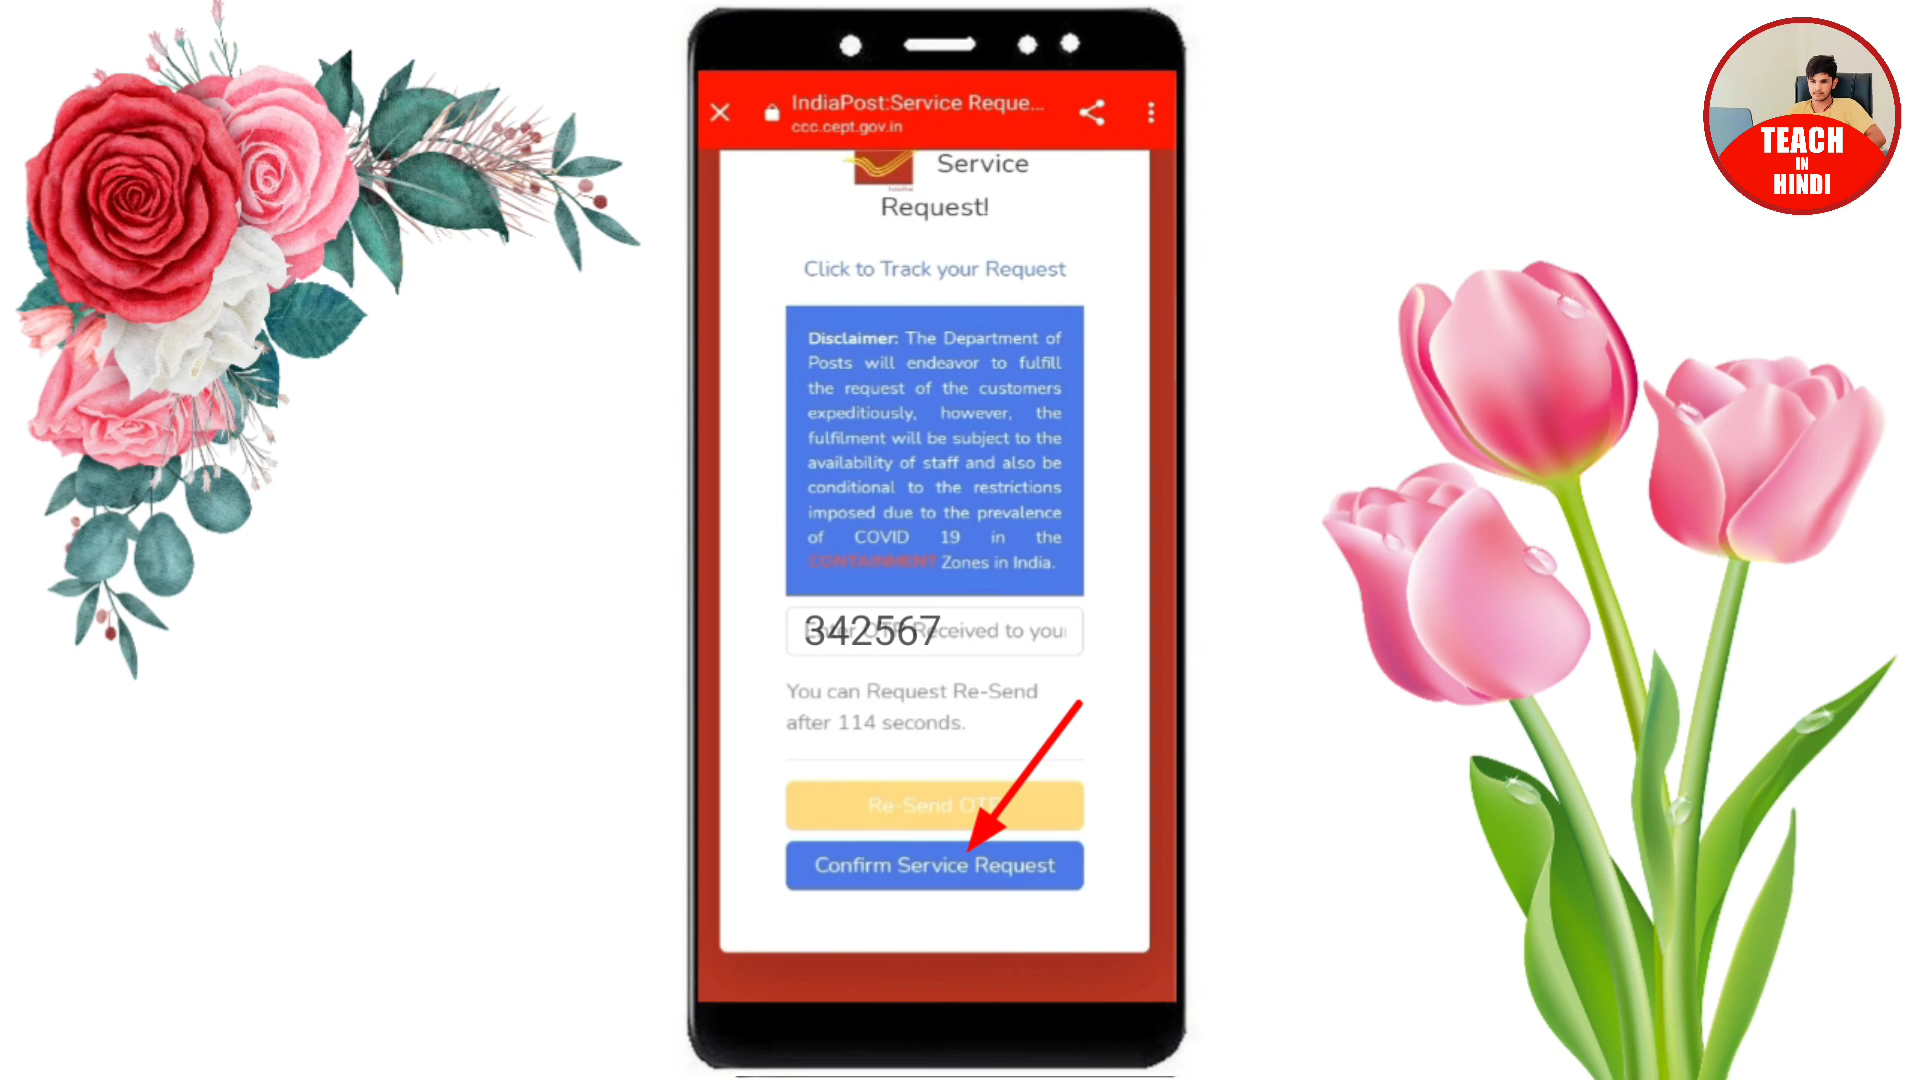 IndiaPost:Service Reque...
ccc.cept.gov.in
Service
Request!
Click to Track your Request
Disclaimer: The Department of
Posts will endeavor to fulfill
the request of the customers
expeditiously, however, the
fulfilment will be subject to the
availability of staff and also be
conditional to the restrictions
imposed due to the prevalence
of COVID 19 in the
CONTAINMENT Zones in India.
342567
Received to your
You can Request Re-Send
after 114 seconds.
Re-Send OTP
Confirm Service Request
TEACH
IN
HINDI